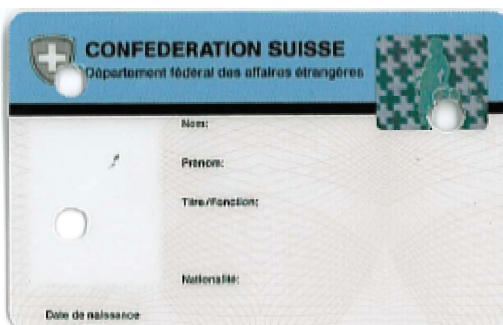 CONFEDERATION SUISSE
Département fédéral des affaires étrangères
Nom:
Prénom:
Titre/Fonction:
Nationalité:
Date de naissance